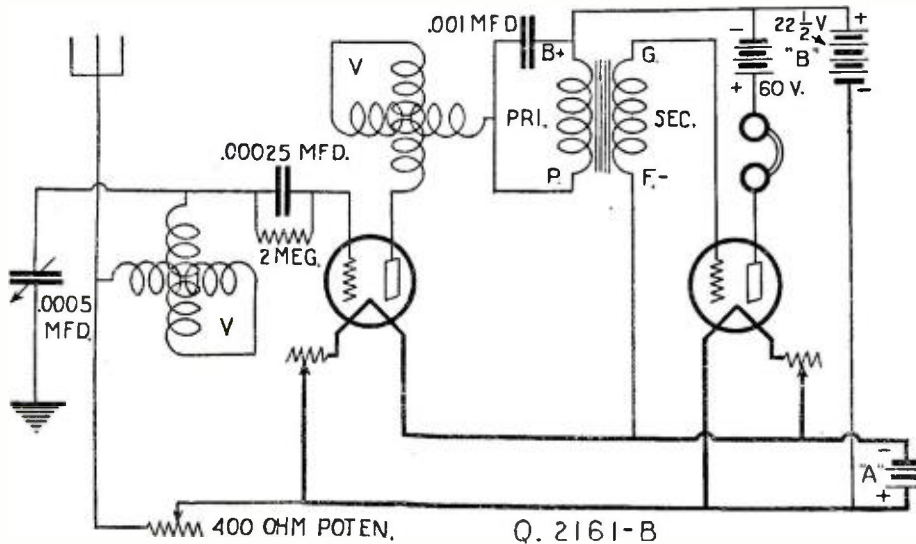 .001 MFD
B+
G.
-
22 1/2 V
+
V
"B"
+
60 V.
-
PRI.
SEC.
.00025 MFD.
P.
F.-
2 MEG.
.0005
MFD.
V
-
"A"
+
400 OHM POTEN.
Q. 2161-B